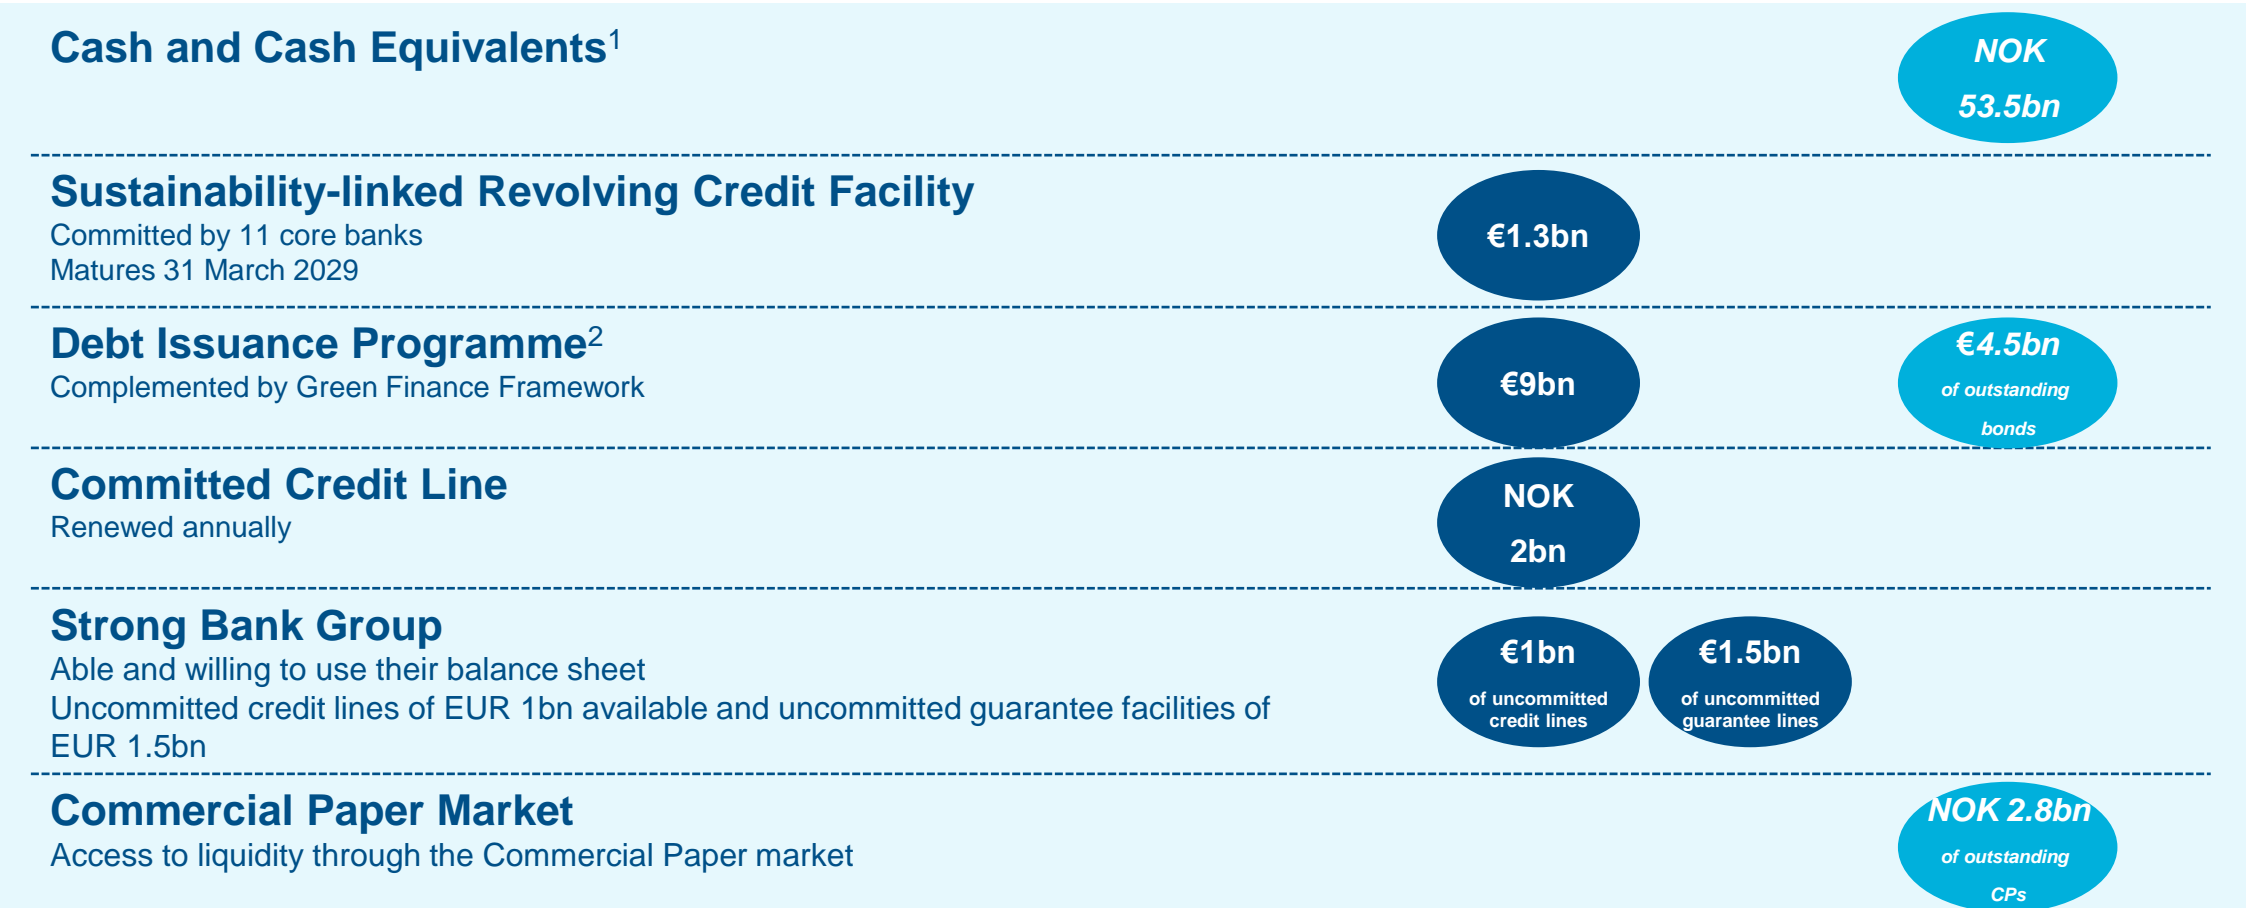 Cash and Cash Equivalents1
NOK
53.5bn
Sustainability-linked Revolving Credit Facility
Committed by 11 core banks
Matures 31 March 2029
€1.3bn
Debt Issuance Programme2
Complemented by Green Finance Framework
€9bn
€4.5bn
of outstanding
bonds
Committed Credit Line
Renewed annually
NOK
2bn
Strong Bank Group
Able and willing to use their balance sheet
Uncommitted credit lines of EUR 1bn available and uncommitted guarantee facilities of
EUR 1.5bn
€1bn
of uncommitted
credit lines
€1.5bn
of uncommitted
guarantee lines
Commercial Paper Market
Access to liquidity through the Commercial Paper market
NOK 2.8bn
of outstanding
CPs